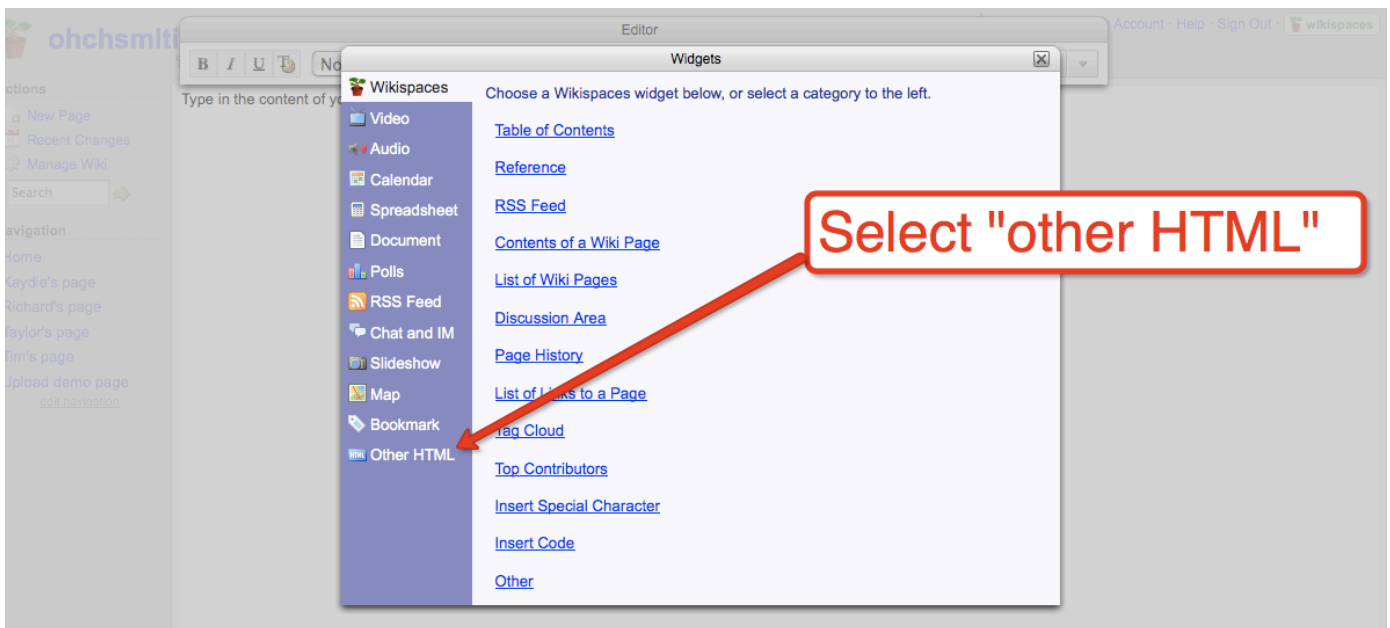 ohchsmlti
Account · Help · Sign Out · wikispaces
Editor
B I U T No
Widgets
ctions
New Page
Recent Changes
Manage Wiki
Search
avigation
Home
Kaydie's page
Richard's page
Taylor's page
Tim's page
Upload demo page
edit navigation
Type in the content of yo
Wikispaces
Video
Audio
Calendar
Spreadsheet
Document
Polls
RSS Feed
Chat and IM
Slideshow
Map
Bookmark
HTML Other HTML
Choose a Wikispaces widget below, or select a category to the left.
Table of Contents
Reference
RSS Feed
Contents of a Wiki Page
List of Wiki Pages
Discussion Area
Page History
List of Links to a Page
Tag Cloud
Top Contributors
Insert Special Character
Insert Code
Other
Select "other HTML"